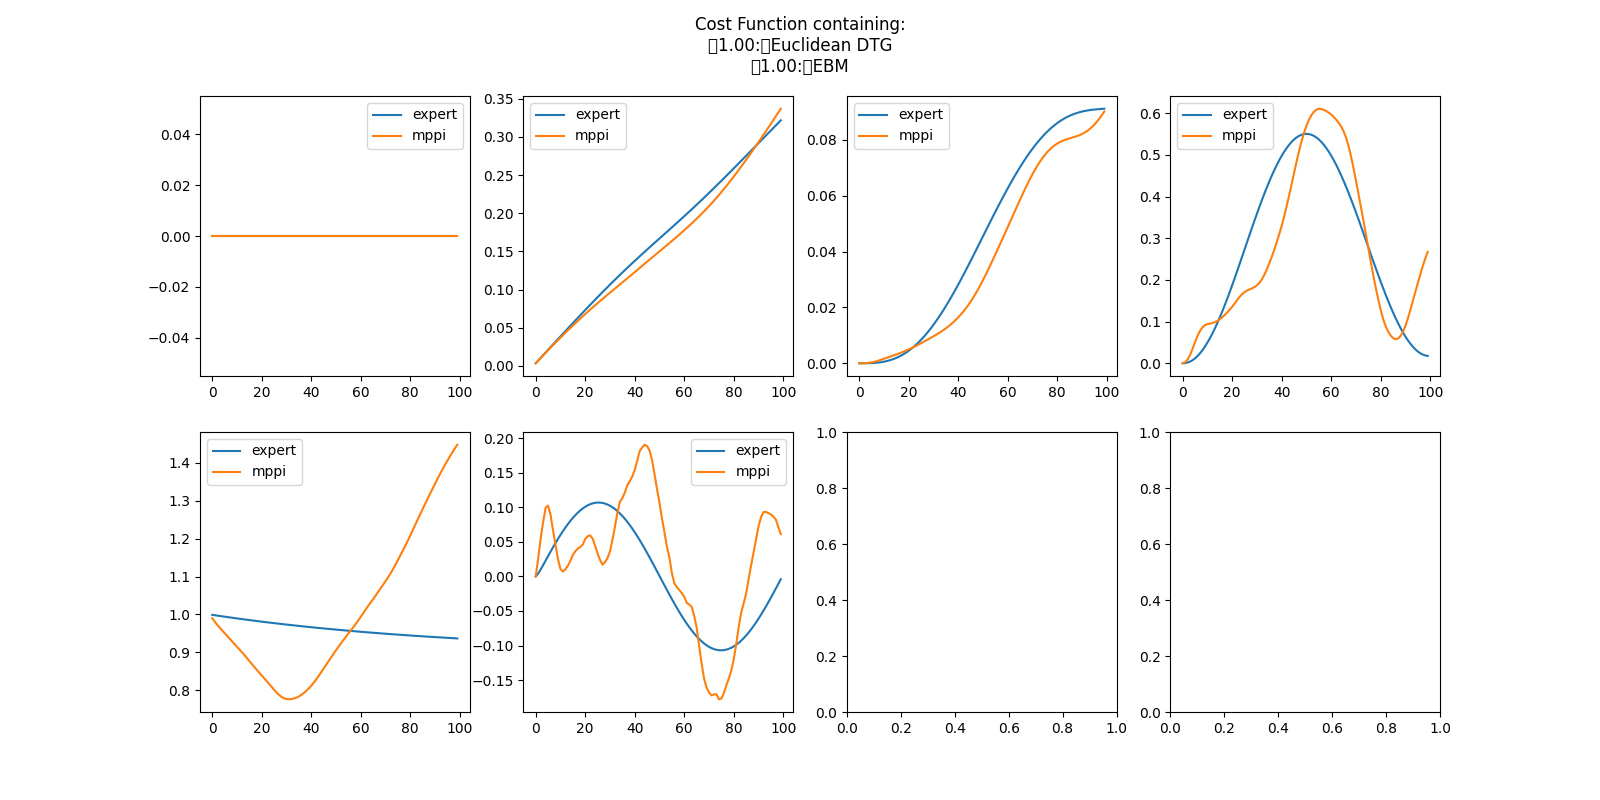 Cost Function containing:
1.00: Euclidean DTG
1.00: EBM
expert
mppi
0.04
0.02
0.00
−0.02
−0.04
0 20 40 60 80 100
expert
mppi
0.35
0.30
0.25
0.20
0.15
0.10
0.05
0.00
0 20 40 60 80 100
expert
mppi
0.08
0.06
0.04
0.02
0.00
0 20 40 60 80 100
expert
mppi
0.6
0.5
0.4
0.3
0.2
0.1
0.0
0 20 40 60 80 100
expert
mppi
1.4
1.3
1.2
1.1
1.0
0.9
0.8
0 20 40 60 80 100
expert
mppi
0.20
0.15
0.10
0.05
0.00
−0.05
−0.10
−0.15
0 20 40 60 80 100
1.0
0.8
0.6
0.4
0.2
0.0
0.0 0.2 0.4 0.6 0.8 1.0
1.0
0.8
0.6
0.4
0.2
0.0
0.0 0.2 0.4 0.6 0.8 1.0